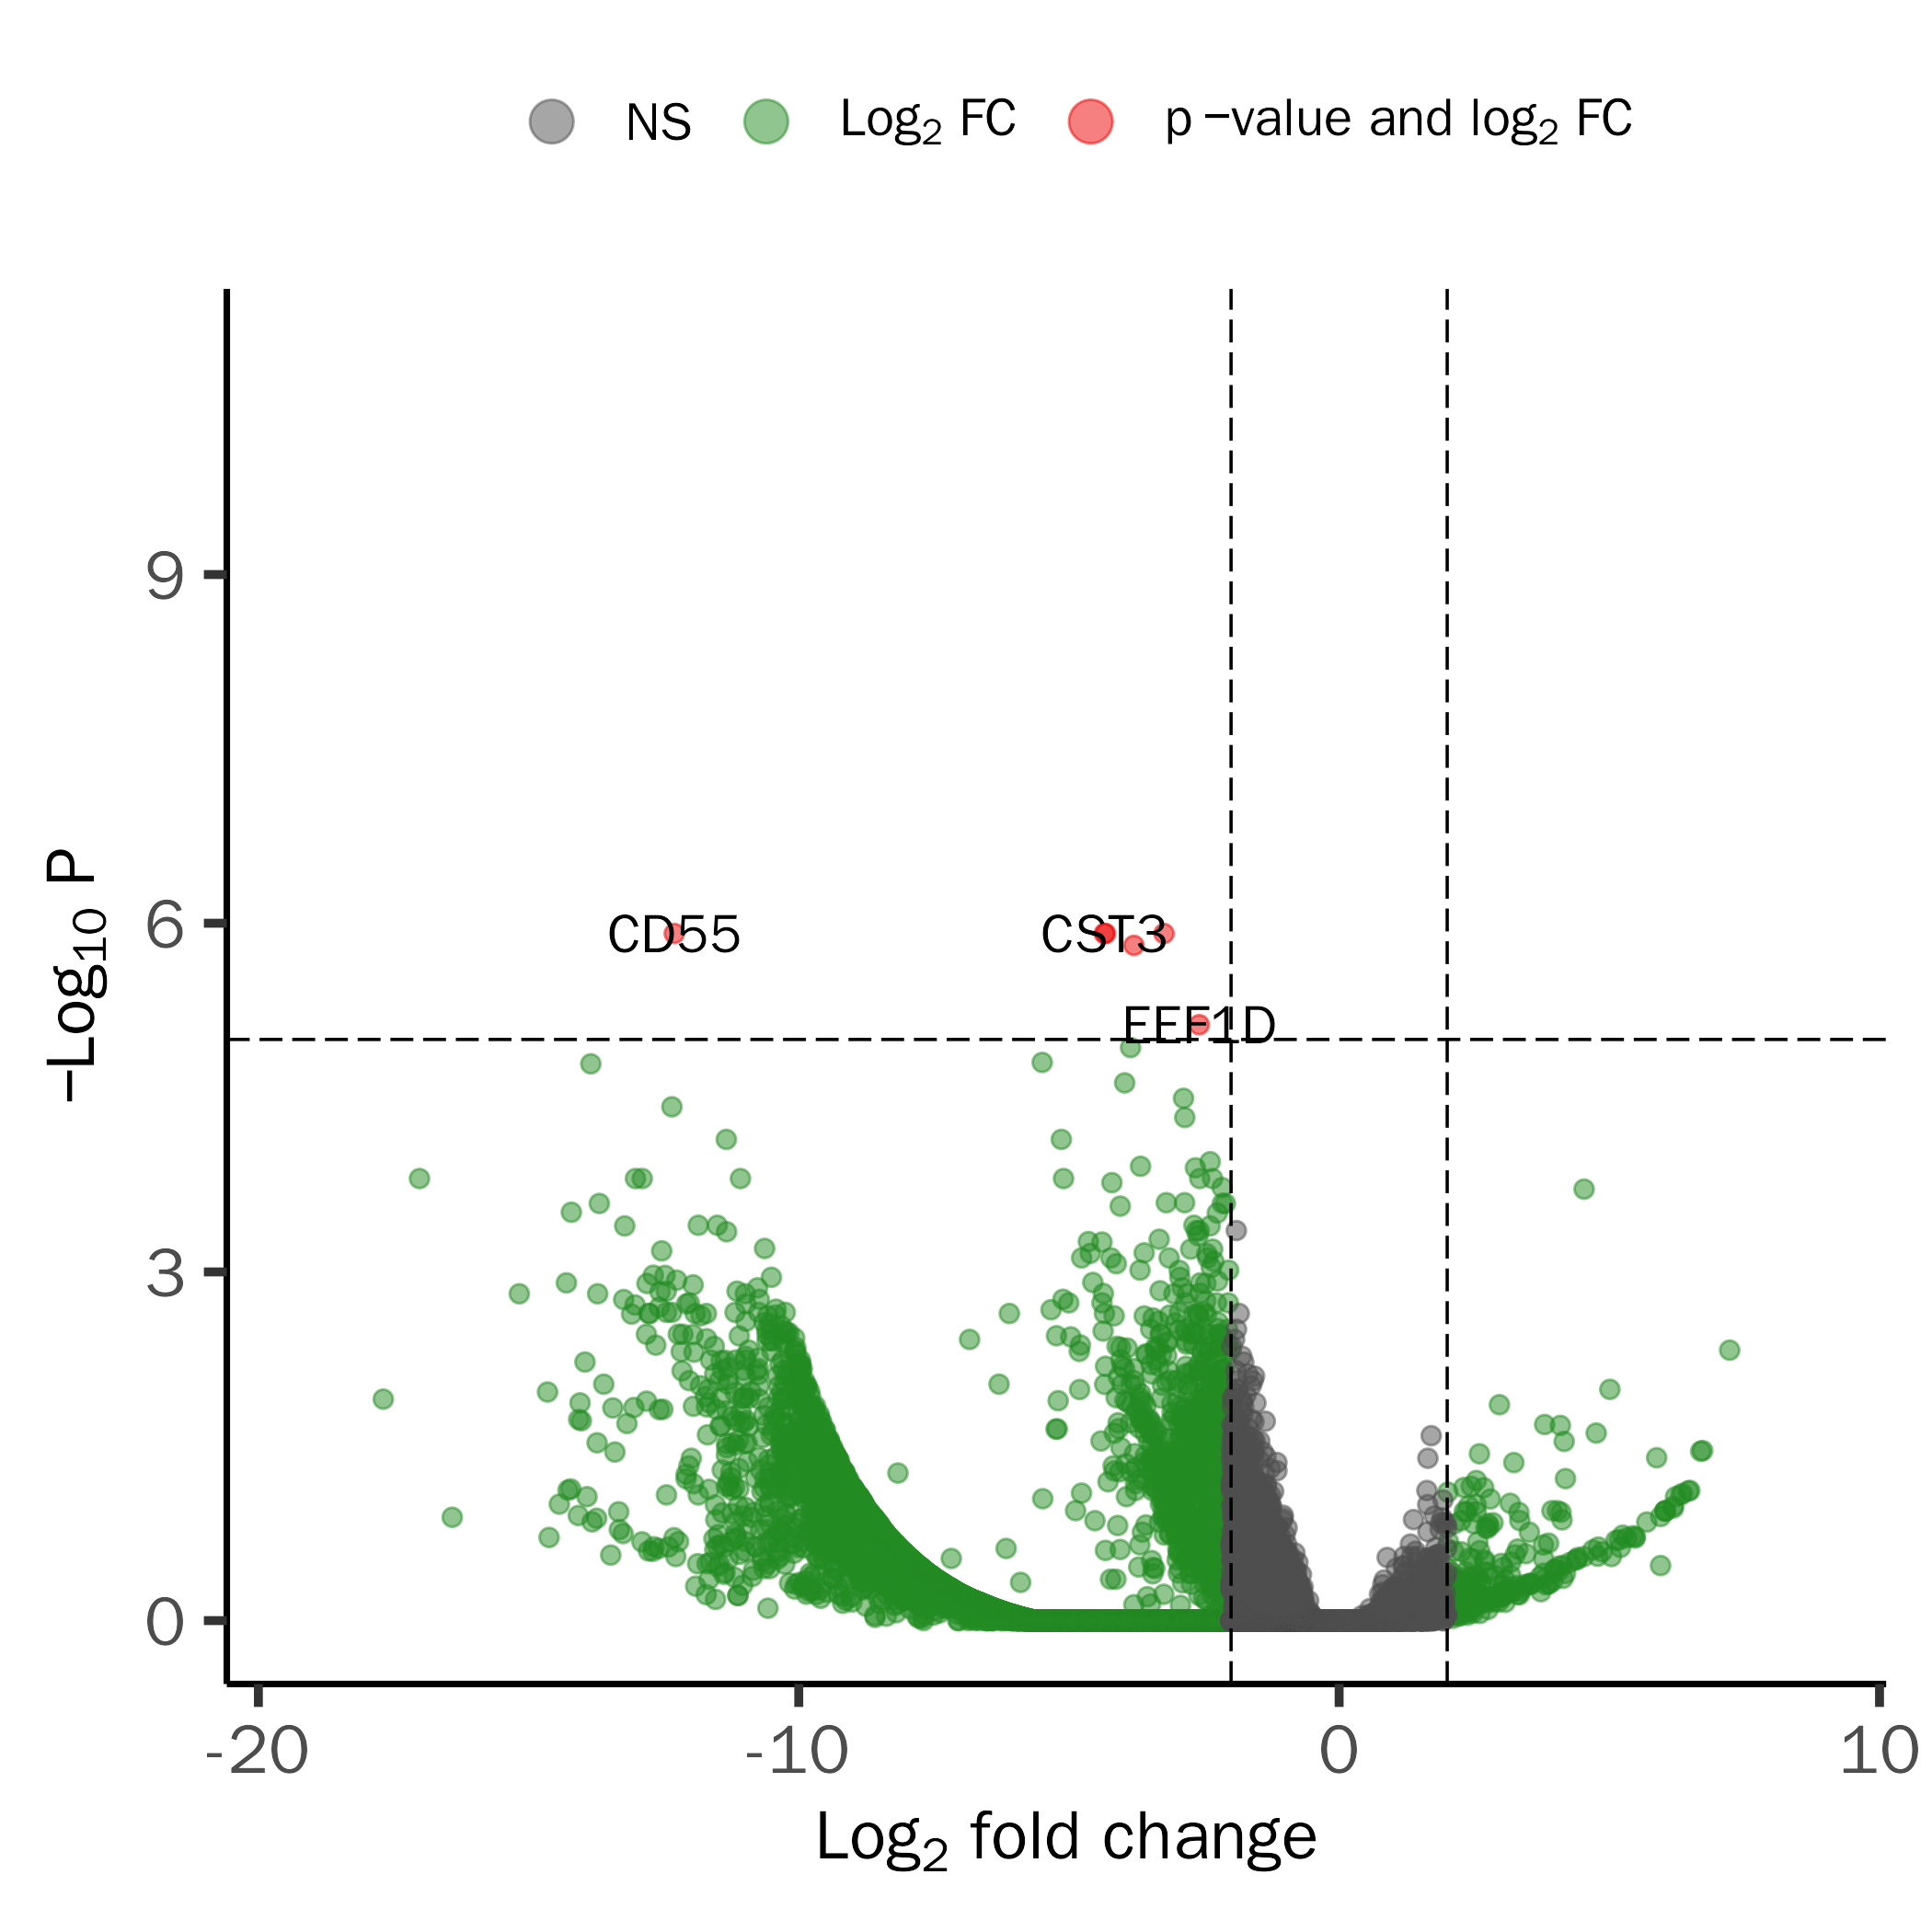 NS Log₂ FC p −value and log₂ FC
−Log₁₀ P
9
6
3
0
CD55
CST3
EEF1D
-20 -10 0 10
Log₂ fold change